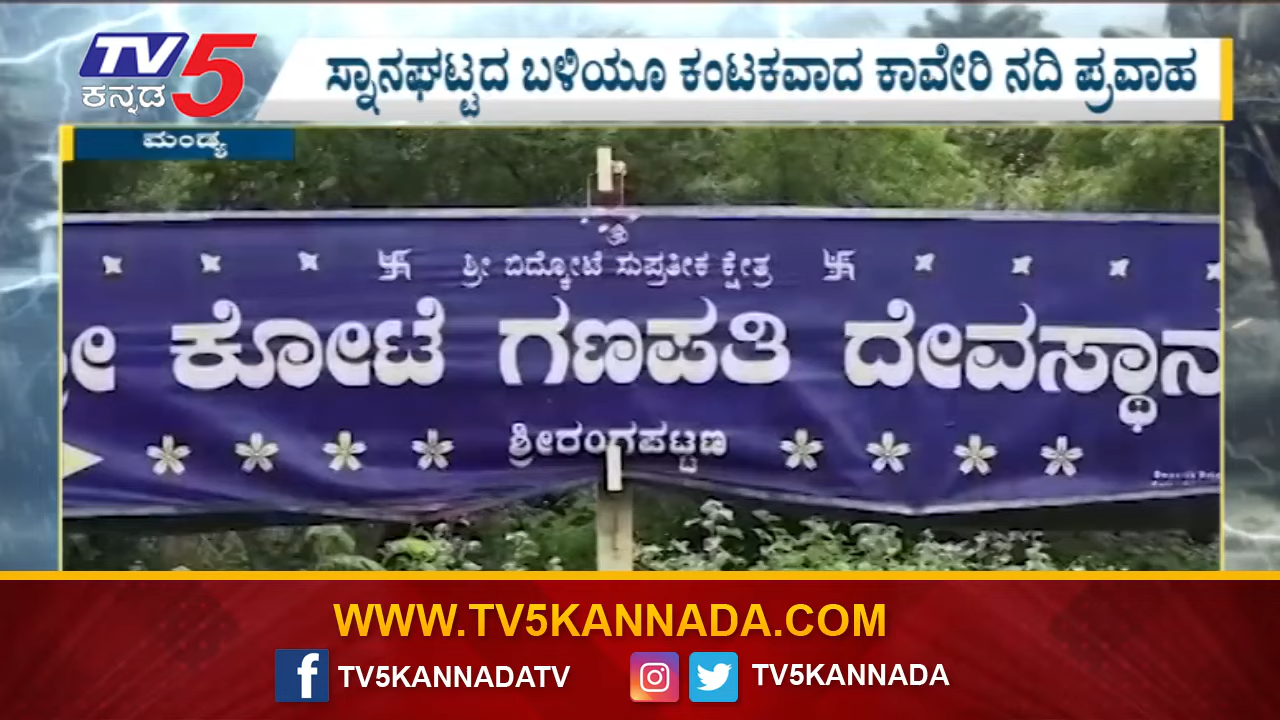 TV5
ಕನ್ನಡ
ಸ್ನಾನಘಟ್ಟದ ಬಳಿಯೂ ಕಂಟಕವಾದ ಕಾವೇರಿ ನದಿ ಪ್ರವಾಹ
ಮಂಡ್ಯ
ಶ್ರೀ ಬಿದ್ಕೋಟೆ ಸುಪ್ರತೀಕ ಕ್ಷೇತ್ರ
ಕೋಟೆ ಗಣಪತಿ ದೇವಸ್ಥಾನ
ಶ್ರೀರಂಗಪಟ್ಟಣ
WWW.TV5KANNADA.COM
TV5KANNADATV
TV5KANNADA